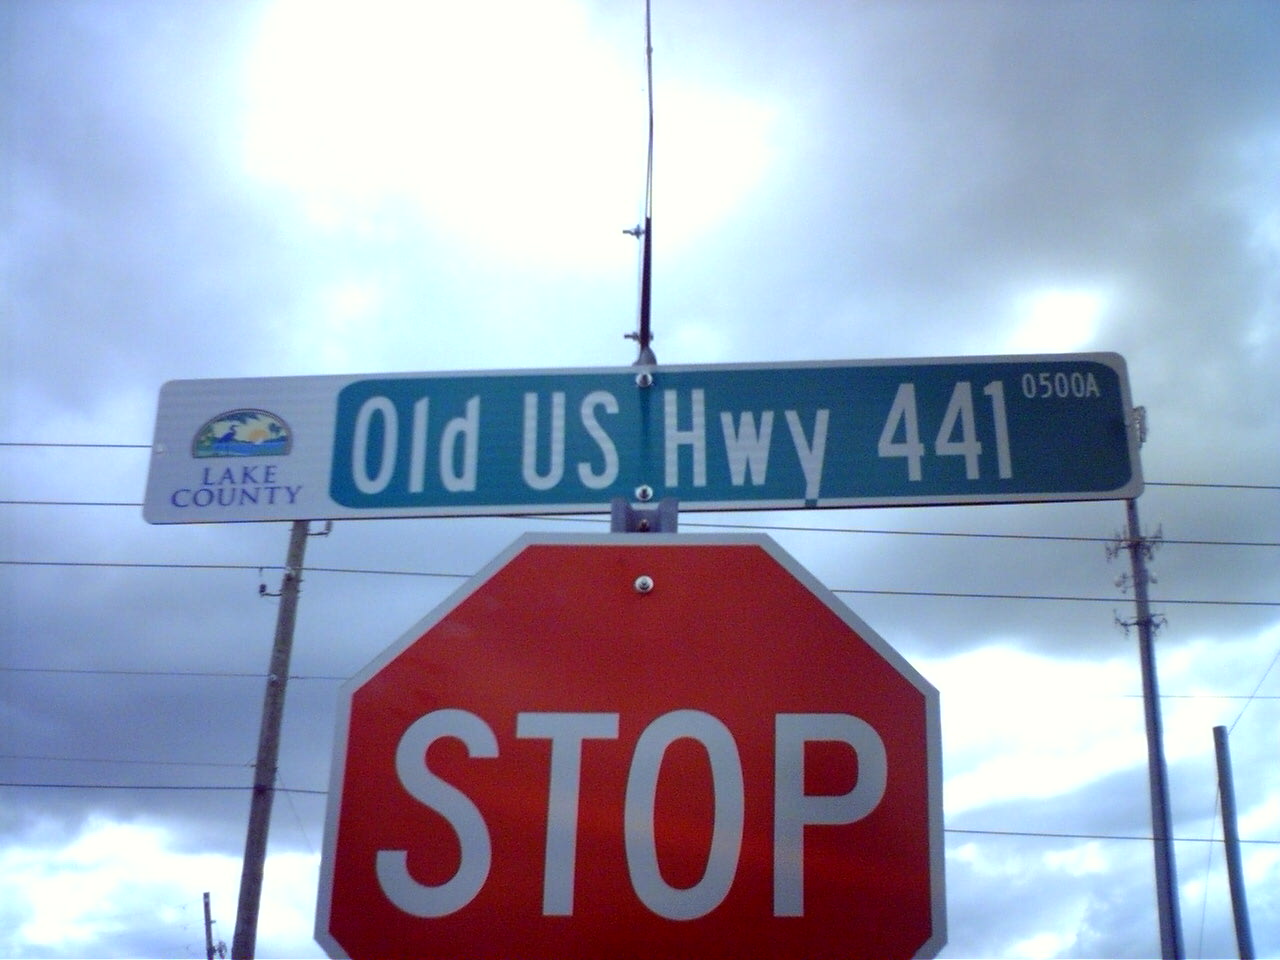 Old US Hwy 441 0500A
LAKE
COUNTY
STOP